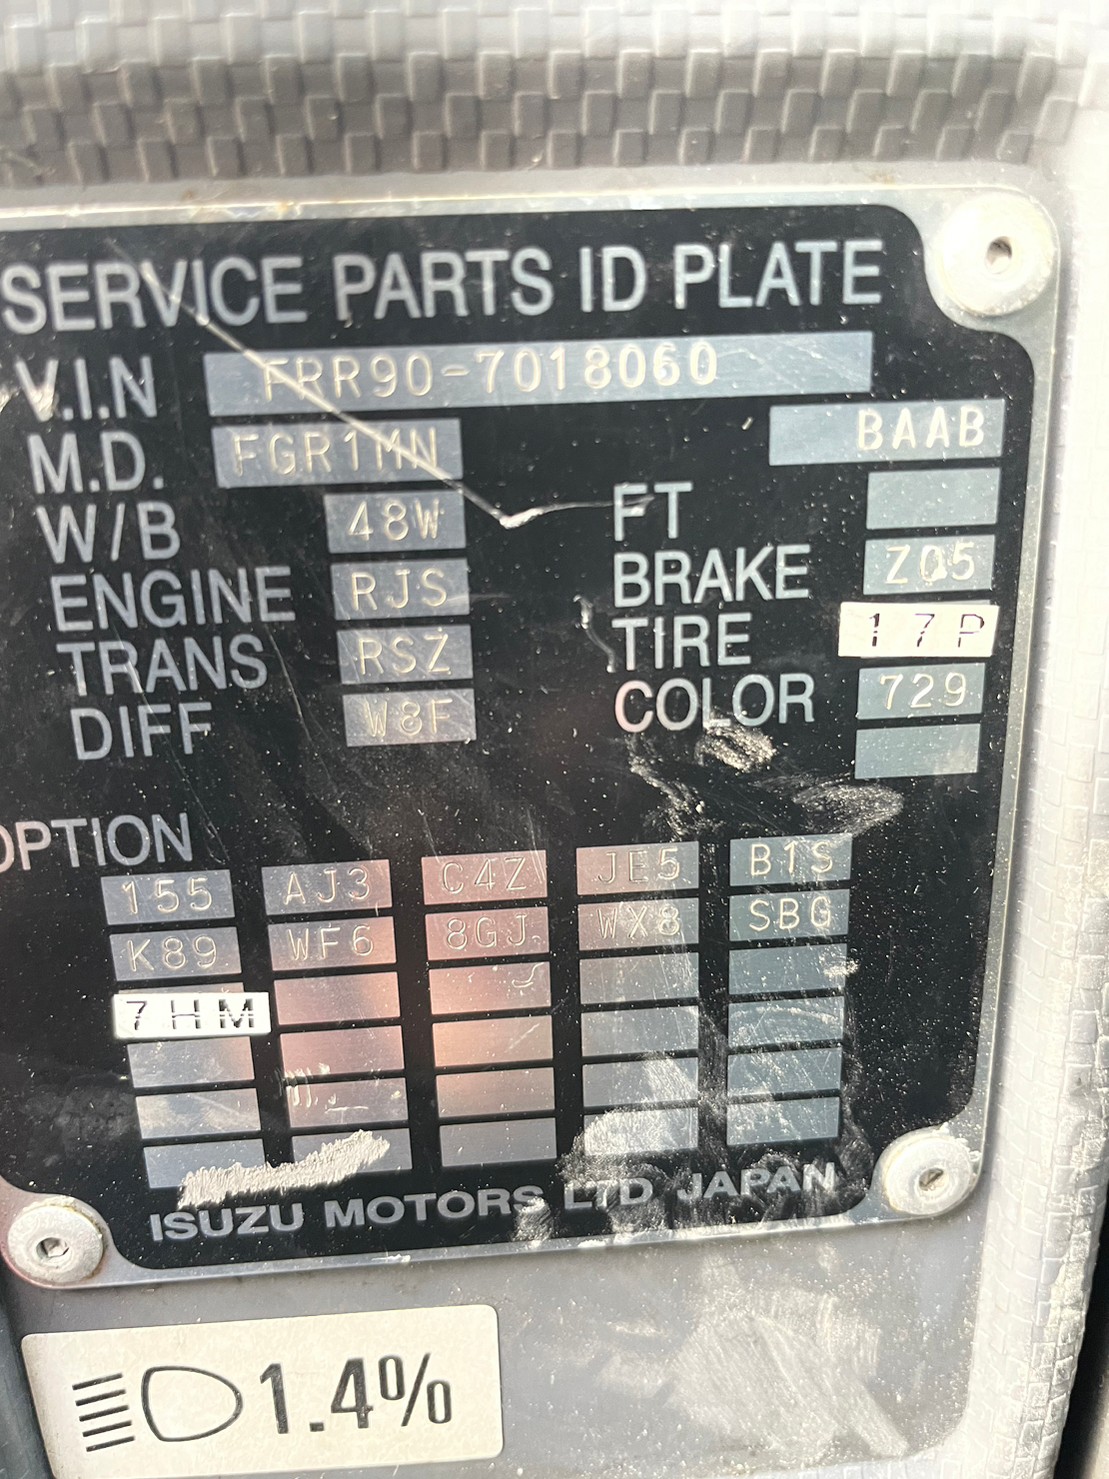 SERVICE PARTS ID PLATE
V.I.N FRR90-7018060
M.D. FGR1MN BAAB
W/B 48W FT
ENGINE RJS BRAKE Z05
TRANS RSZ TIRE 17P
DIFF W8F COLOR 729
OPTION
155 AJ3 C4Z JE5 B1S
K89 WF6 8GJ WX8 SBG
7HM
ISUZU MOTORS LTD JAPAN
1.4%